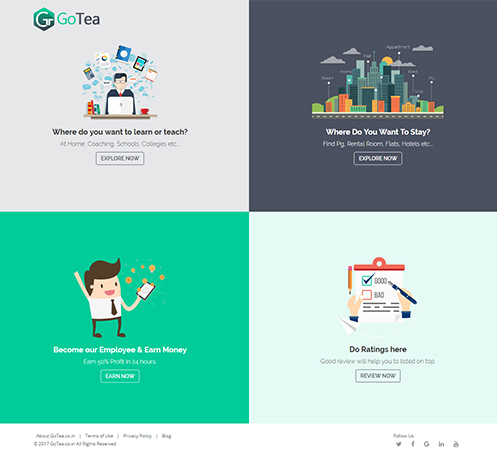 GoTea
Where do you want to learn or teach?
At Home, Coaching, Schools, Colleges etc..
EXPLORE NOW
Appartment
Flat
Home
Room
Bank
PG
Villa
Where Do You Want To Stay?
Find Pg, Rental Room, Flats, Hotels etc...
EXPLORE NOW
Become our Employee & Earn Money
Earn 50% Profit in 24 hours.
EARN NOW
GOOD
BAD
Do Ratings here
Good review will help you to listed on top.
REVIEW NOW
About GoTea.co.in | Terms of Use | Privacy Policy | Blog
© 2017 GoTea.co.in All Rights Reserved
Follow Us